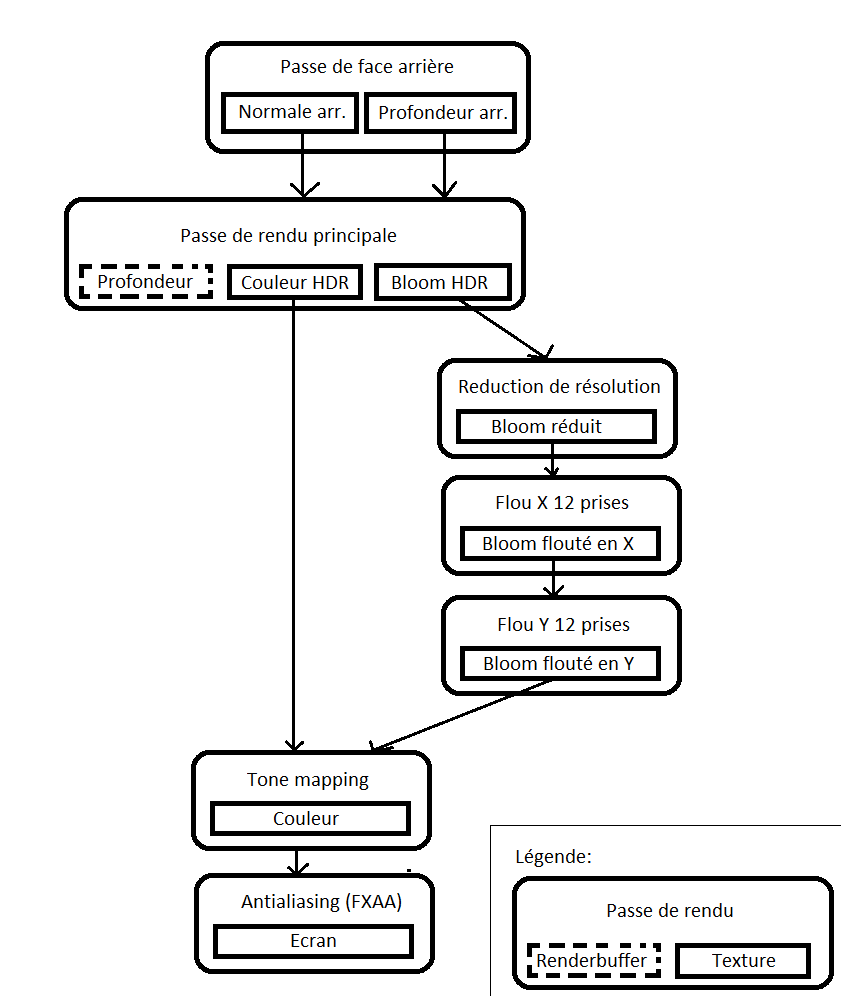 Passe de face arrière
Normale arr.
Profondeur arr.
Passe de rendu principale
Profondeur
Couleur HDR
Bloom HDR
Reduction de résolution
Bloom réduit
Flou X 12 prises
Bloom flouté en X
Flou Y 12 prises
Bloom flouté en Y
Tone mapping
Couleur
Antialiasing (FXAA)
Ecran
Légende:
Passe de rendu
Renderbuffer
Texture